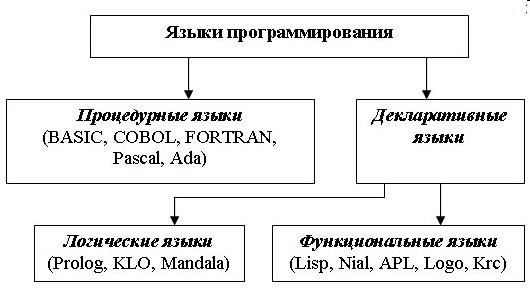 Языки программирования
Процедурные языки
(BASIC, COBOL, FORTRAN,
Pascal, Ada)
Декларативные
языки
Логические языки
(Prolog, KLO, Mandala)
Функциональные языки
(Lisp, Nial, APL, Logo, Krc)